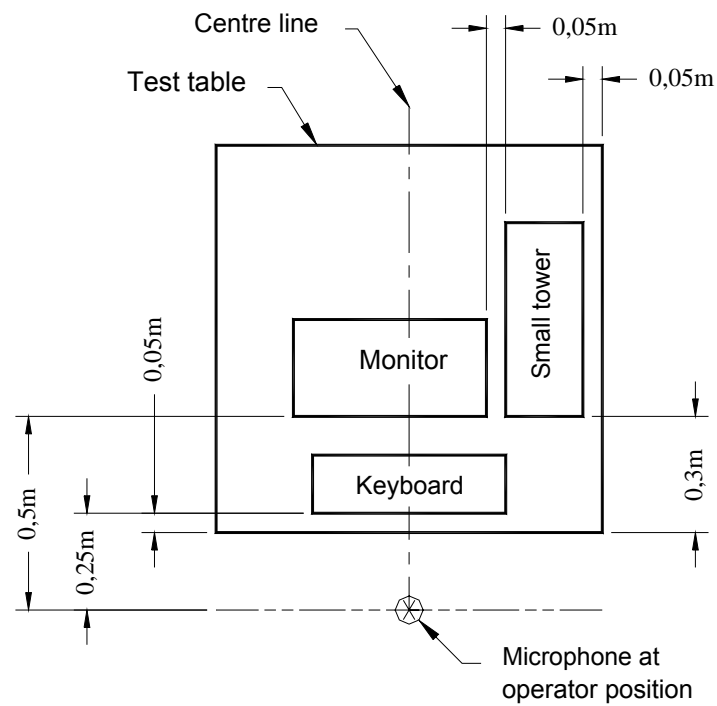 Centre line
0,05m
Test table
0,05m
Small tower
0,05m
Monitor
Keyboard
0,3m
0,5m
0,25m
Microphone at
operator position